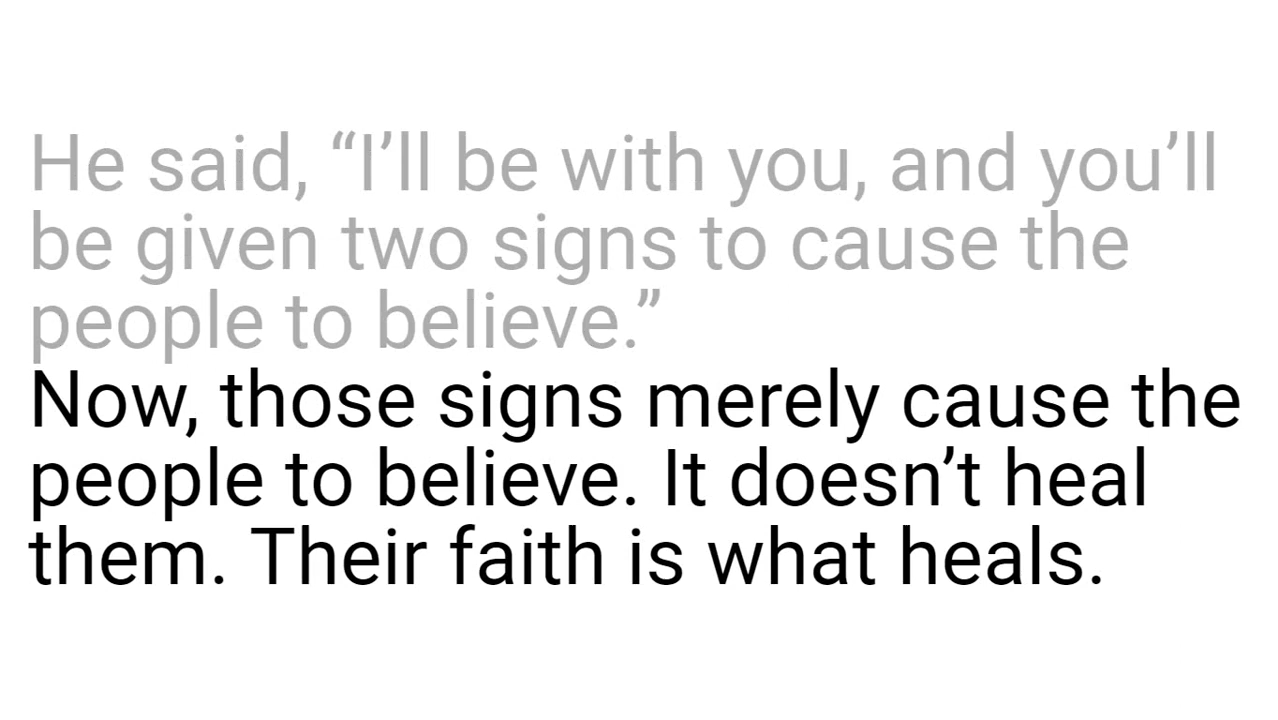 He said, “I’ll be with you, and you’ll
be given two signs to cause the
people to believe.”
Now, those signs merely cause the
people to believe. It doesn’t heal
them. Their faith is what heals.